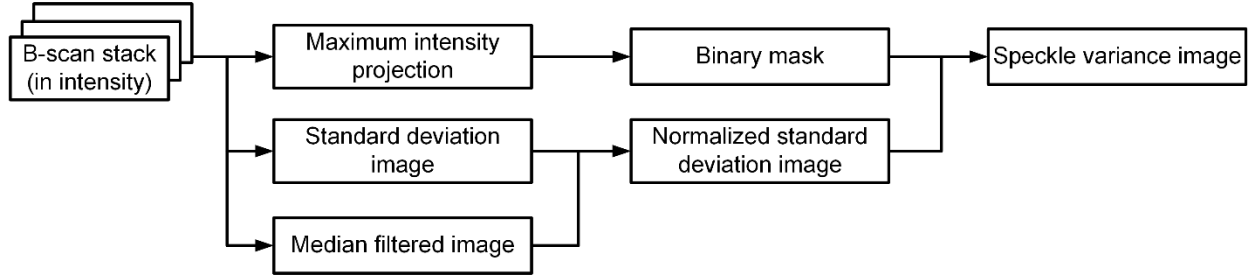 B-scan stack
(in intensity)
Maximum intensity
projection
Binary mask
Speckle variance image
Standard deviation
image
Normalized standard
deviation image
Median filtered image